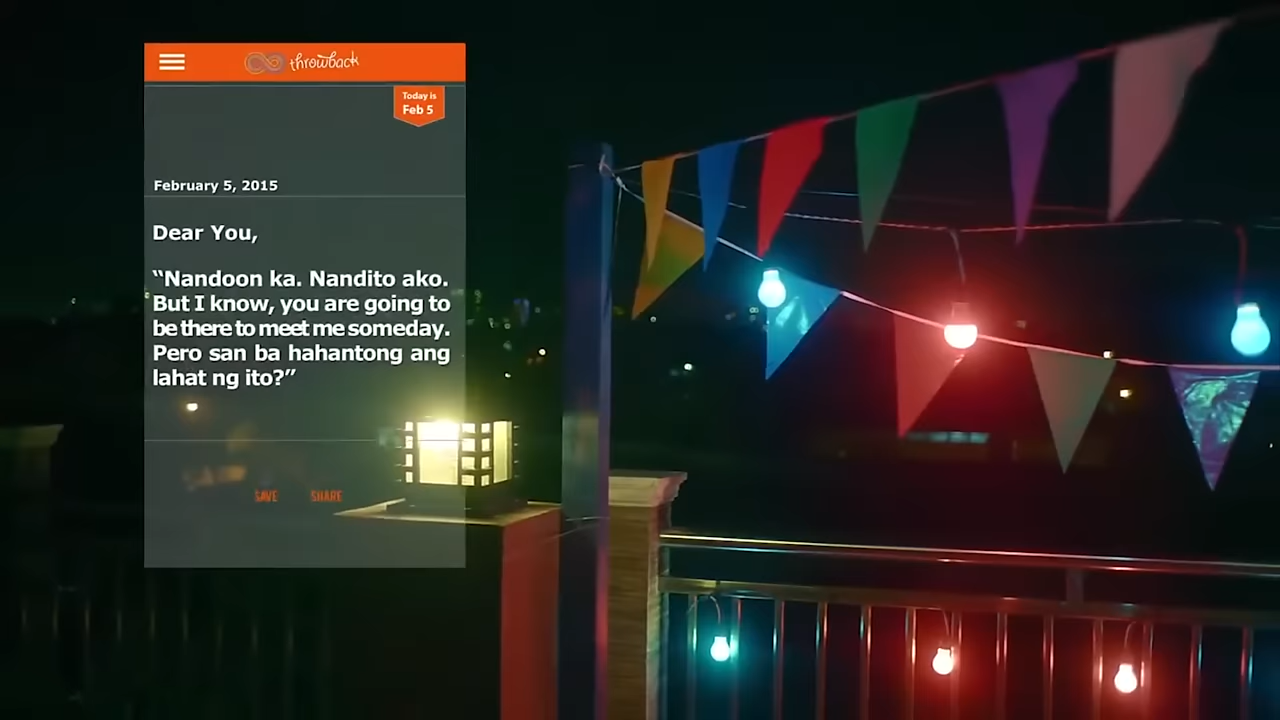 throwback
Today is
Feb 5
February 5, 2015
Dear You,
“Nandoon ka. Nandito ako.
But I know, you are going to
be there to meet me someday.
Pero san ba hahantong ang
lahat ng ito?”
SAVE SHARE